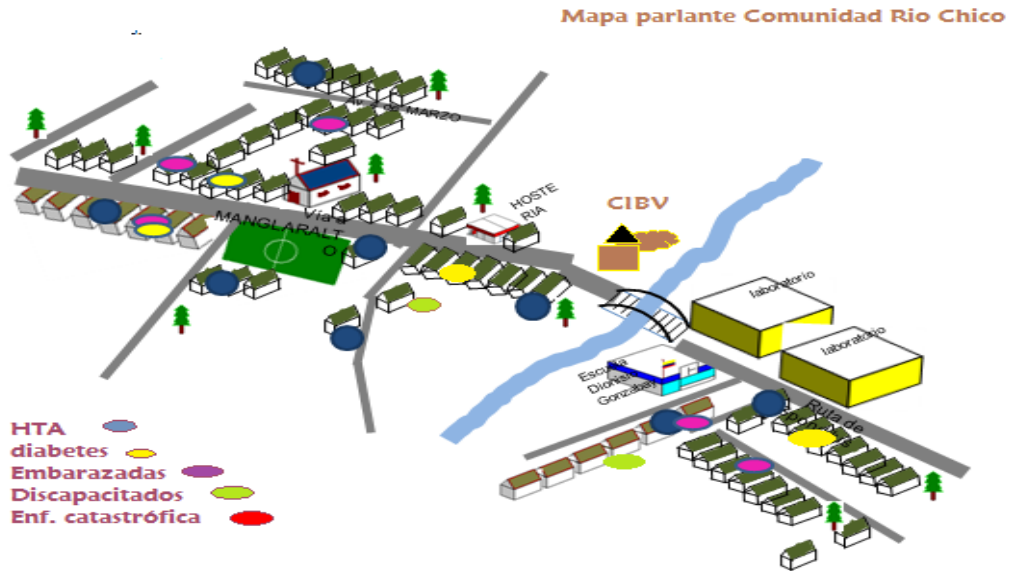 Mapa parlante Comunidad Rio Chico
MARZO
HOSTE
RIA
CIBV
Vía a
MANGLARALT
O
laboratorio
laboratorio
Escuela
Dionisio
Gonzabay
Ruta de
HTA
diabetes
Embarazadas
Discapacitados
Enf. catastrófica